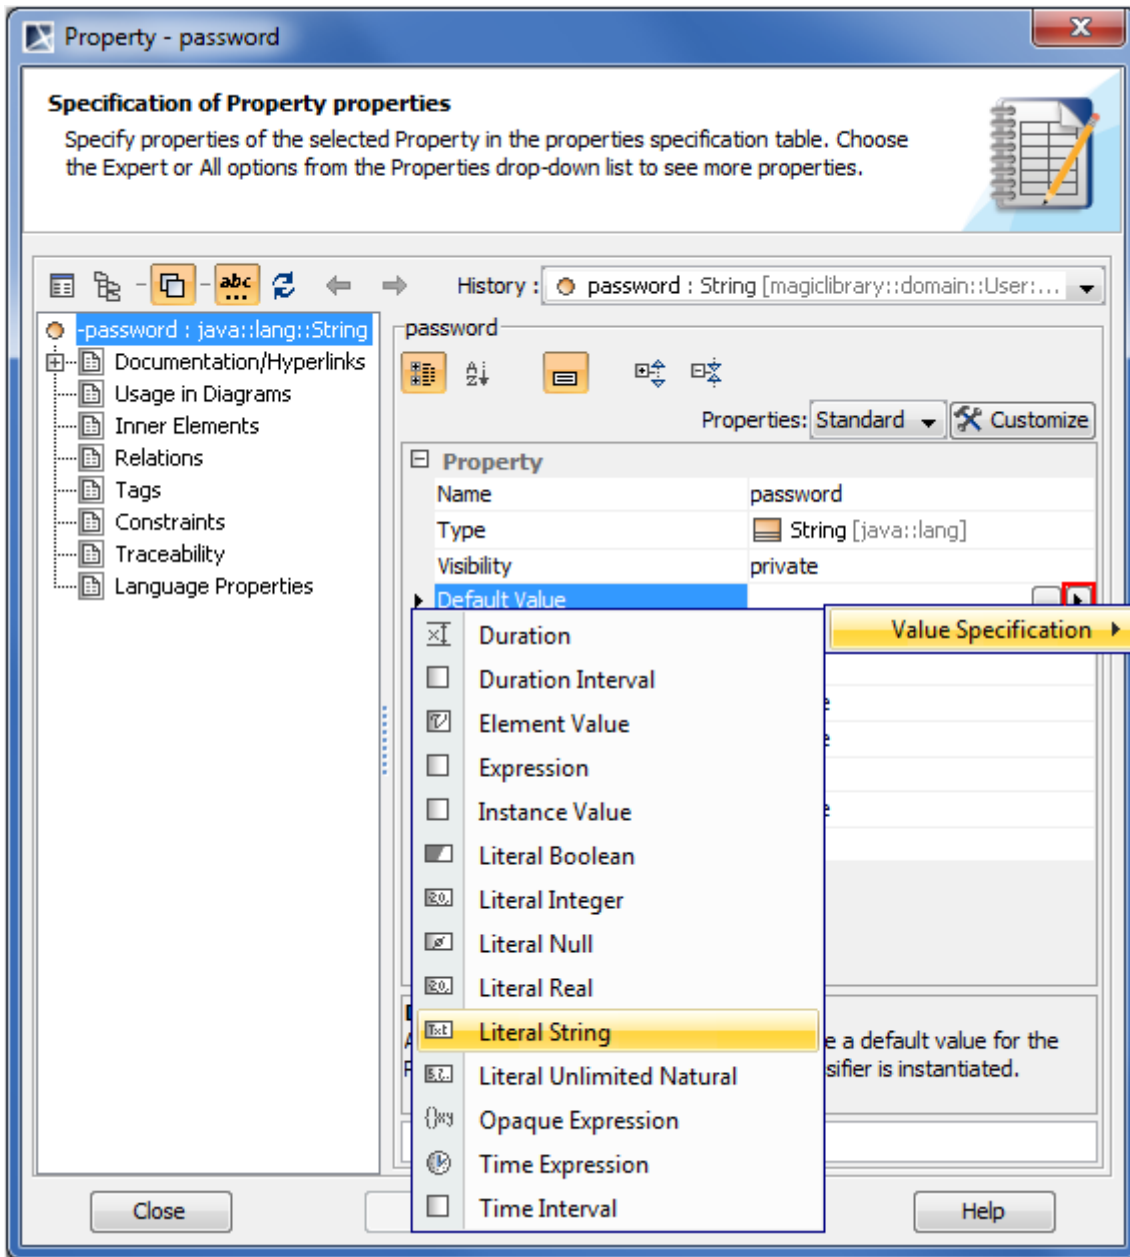 Property - password
Specification of Property properties
Specify properties of the selected Property in the properties specification table. Choose
the Expert or All options from the Properties drop-down list to see more properties.
History : password : String [magiclibrary::domain::User:...
-password : java::lang::String
Documentation/Hyperlinks
Usage in Diagrams
Inner Elements
Relations
Tags
Constraints
Traceability
Language Properties
password
Properties: Standard Customize
Property
Name password
Type String [java::lang]
Visibility private
Default Value
Value Specification
Duration
Duration Interval
Element Value
Expression
Instance Value
Literal Boolean
Literal Integer
Literal Null
Literal Real
Literal String
Literal Unlimited Natural
Opaque Expression
Time Expression
Time Interval
e a default value for the
sifier is instantiated.
Close
Help